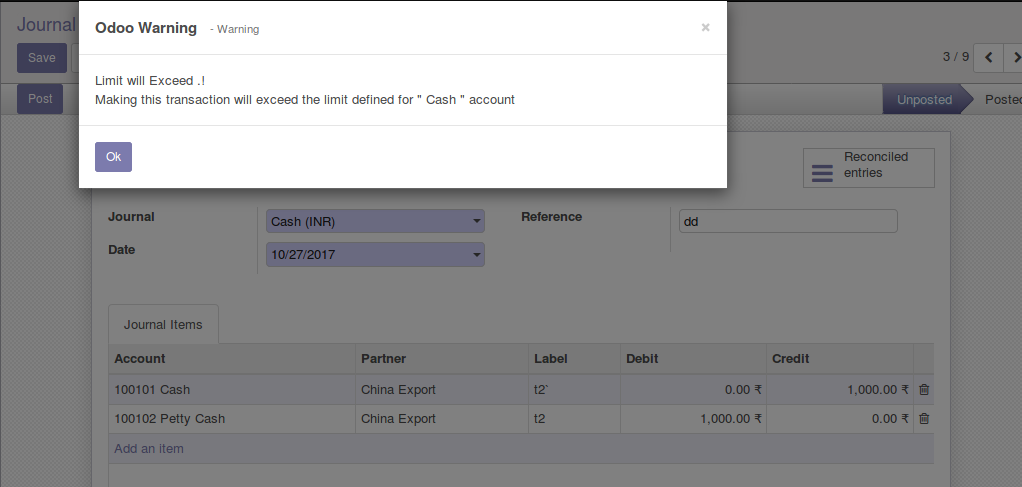 Journal
Odoo Warning - Warning ×
Save
3 / 9
Limit will Exceed .!
Making this transaction will exceed the limit defined for " Cash " account
Post
Unposted
Posted
Ok
Reconciled
entries
Journal
Cash (INR)
Reference
dd
Date
10/27/2017
Journal Items
Account Partner Label Debit Credit
100101 Cash China Export t2` 0.00 ₹ 1,000.00 ₹
100102 Petty Cash China Export t2 1,000.00 ₹ 0.00 ₹
Add an item